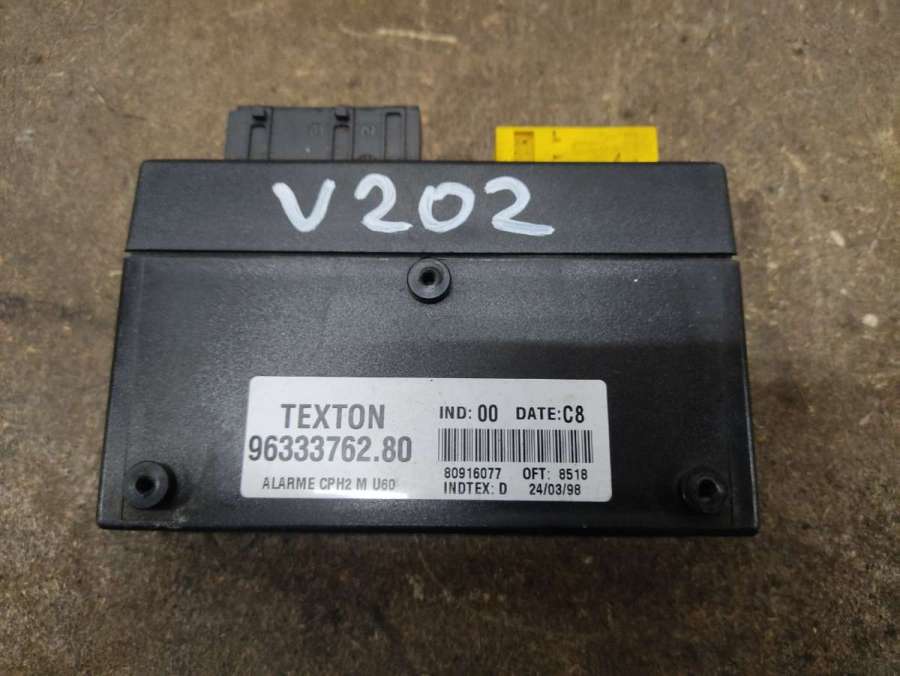 V202
TEXTON
96333762.80
ALARME CPH2 M U60
IND: 00 DATE: C8
80916077 OFT: 8518
INDTEX: D 24/03/98